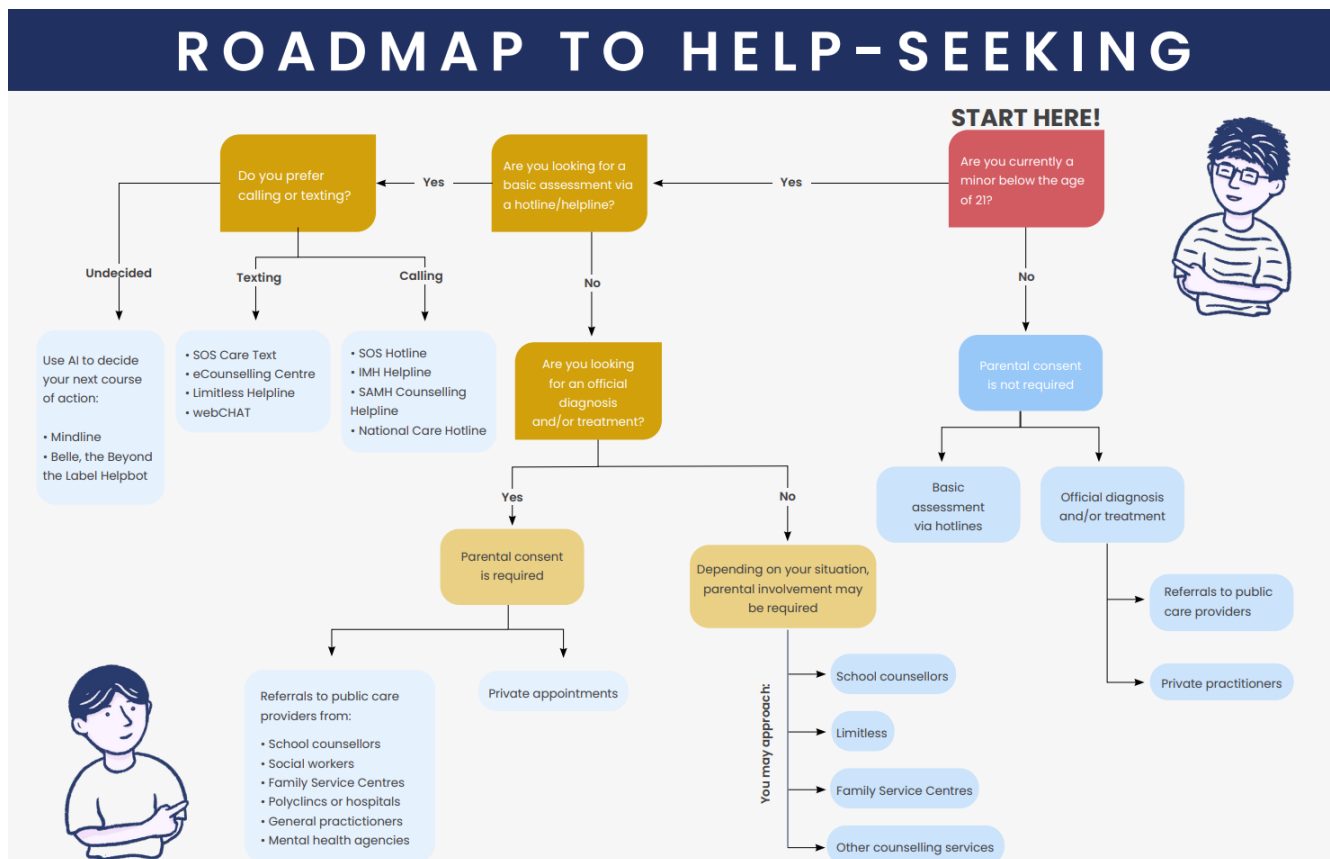 ROADMAP TO HELP-SEEKING
START HERE!
Are you currently a
minor below the age
of 21?
Yes
No
Are you looking for a
basic assessment via
a hotline/helpline?
Yes
No
Do you prefer
calling or texting?
Undecided
Texting
Calling
Use AI to decide
your next course
of action:
• Mindline
• Belle, the Beyond
the Label Helpbot
• SOS Care Text
• eCounselling Centre
• Limitless Helpline
• webCHAT
• SOS Hotline
• IMH Helpline
• SAMH Counselling
Helpline
• National Care Hotline
Are you looking
for an official
diagnosis
and/or treatment?
Yes
No
Parental consent
is required
Referrals to public care
providers from:
• School counsellors
• Social workers
• Family Service Centres
• Polyclincs or hospitals
• General practictioners
• Mental health agencies
Private appointments
Depending on your situation,
parental involvement may
be required
You may approach:
School counsellors
Limitless
Family Service Centres
Other counselling services
Parental consent
is not required
Basic
assessment
via hotlines
Official diagnosis
and/or treatment
Referrals to public
care providers
Private practitioners